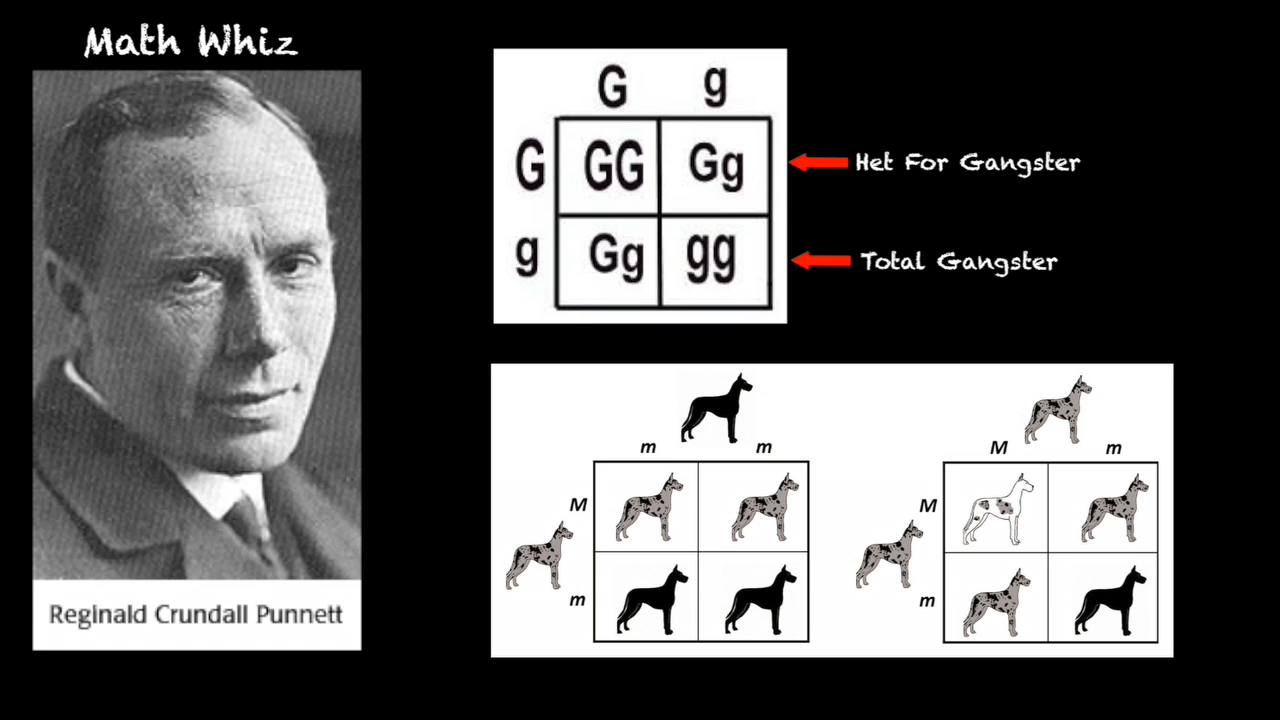 Math Whiz
Reginald Crundall Punnett
G g
G GG Gg
Het For Gangster
g Gg gg
Total Gangster
m m
M
m
M m
M
m